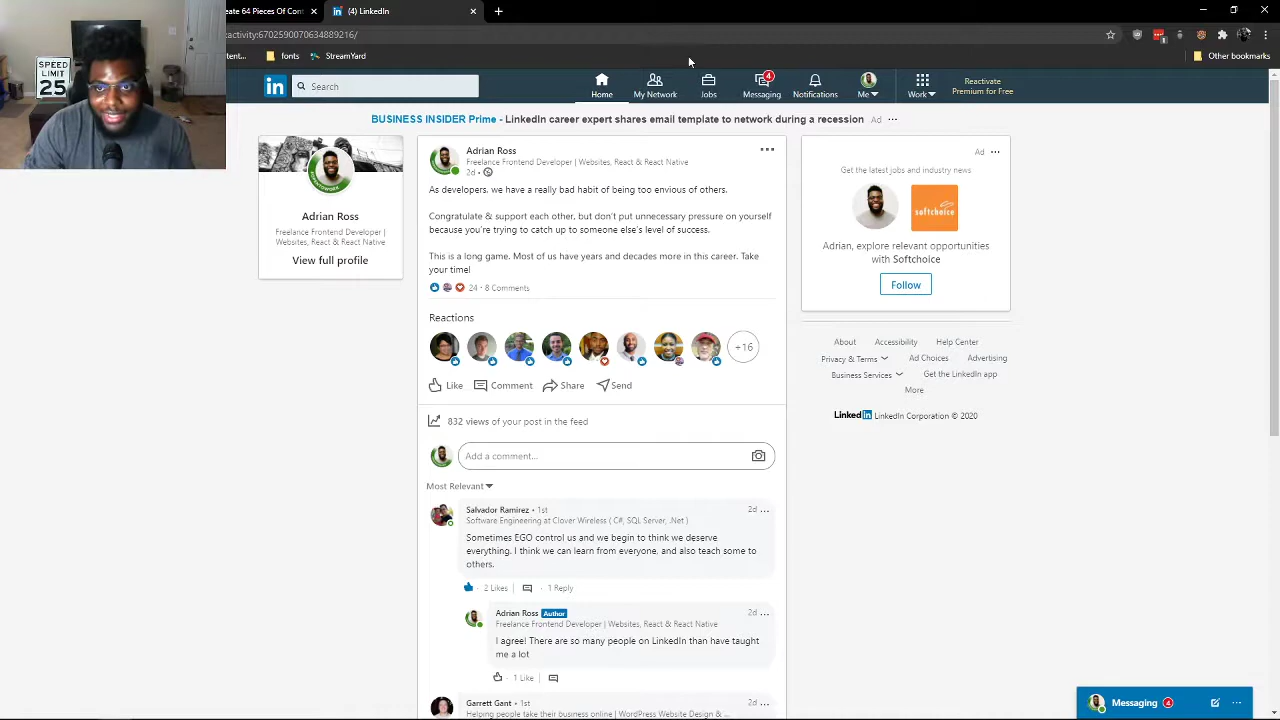 eate 64 Pieces Of Con
(4) LinkedIn
activity:6702590070634889216/
tent...
fonts
StreamYard
Other bookmarks
SPEED
LIMIT
25
in
Search
Home
My Network
Jobs
4
Messaging
Notifications
Me
Work
Reactivate
Premium for Free
BUSINESS INSIDER Prime - LinkedIn career expert shares email template to network during a recession Ad ...
Adrian Ross
Freelance Frontend Developer |
Websites, React & React Native
View full profile
Adrian Ross
Freelance Frontend Developer | Websites, React & React Native
2d •
As developers, we have a really bad habit of being too envious of others.
Congratulate & support each other, but don't put unnecessary pressure on yourself
because you're trying to catch up to someone else's level of success.
This is a long game. Most of us have years and decades more in this career. Take
your time!
24 · 8 Comments
Reactions
+16
Like Comment Share Send
832 views of your post in the feed
Add a comment...
Most Relevant
Salvador Ramirez • 1st
2d ...
Software Engineering at Clover Wireless ( C#, SQL Server, .Net )
Sometimes EGO control us and we begin to think we deserve
everything. I think we can learn from everyone, and also teach some to
others.
2 Likes 1 Reply
Adrian Ross Author
2d ...
Freelance Frontend Developer | Websites, React & React Native
I agree! There are so many people on LinkedIn than have taught
me a lot
1 Like
Garrett Gant • 1st
2d ...
Helping people take their business online | WordPress Website Design & ...
Ad ...
Get the latest jobs and industry news
softchoice
Adrian, explore relevant opportunities
with Softchoice
Follow
About Accessibility Help Center
Privacy & Terms Ad Choices Advertising
Business Services Get the LinkedIn app
More
LinkedIn LinkedIn Corporation © 2020
Messaging 4